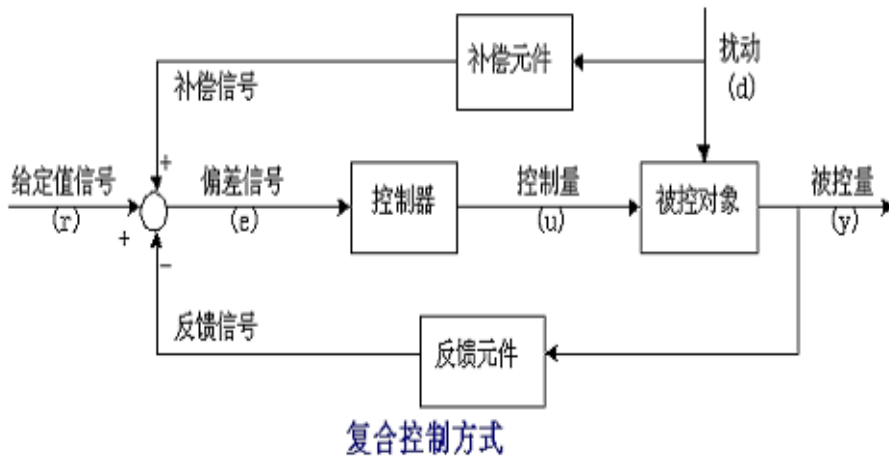 补偿元件
扰动
(d)
补偿信号
+
给定值信号
(r)
+
偏差信号
(e)
控制器
控制量
(u)
被控对象
被控量
(y)
−
反馈信号
反馈元件
复合控制方式